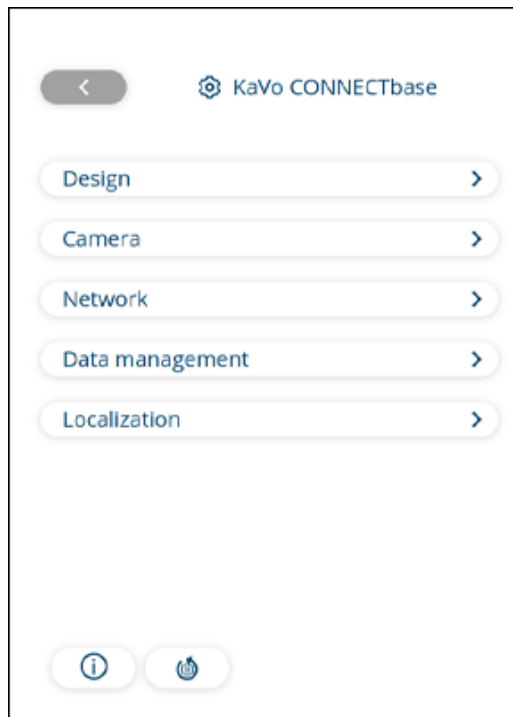 KaVo CONNECTbase
Design
Camera
Network
Data management
Localization